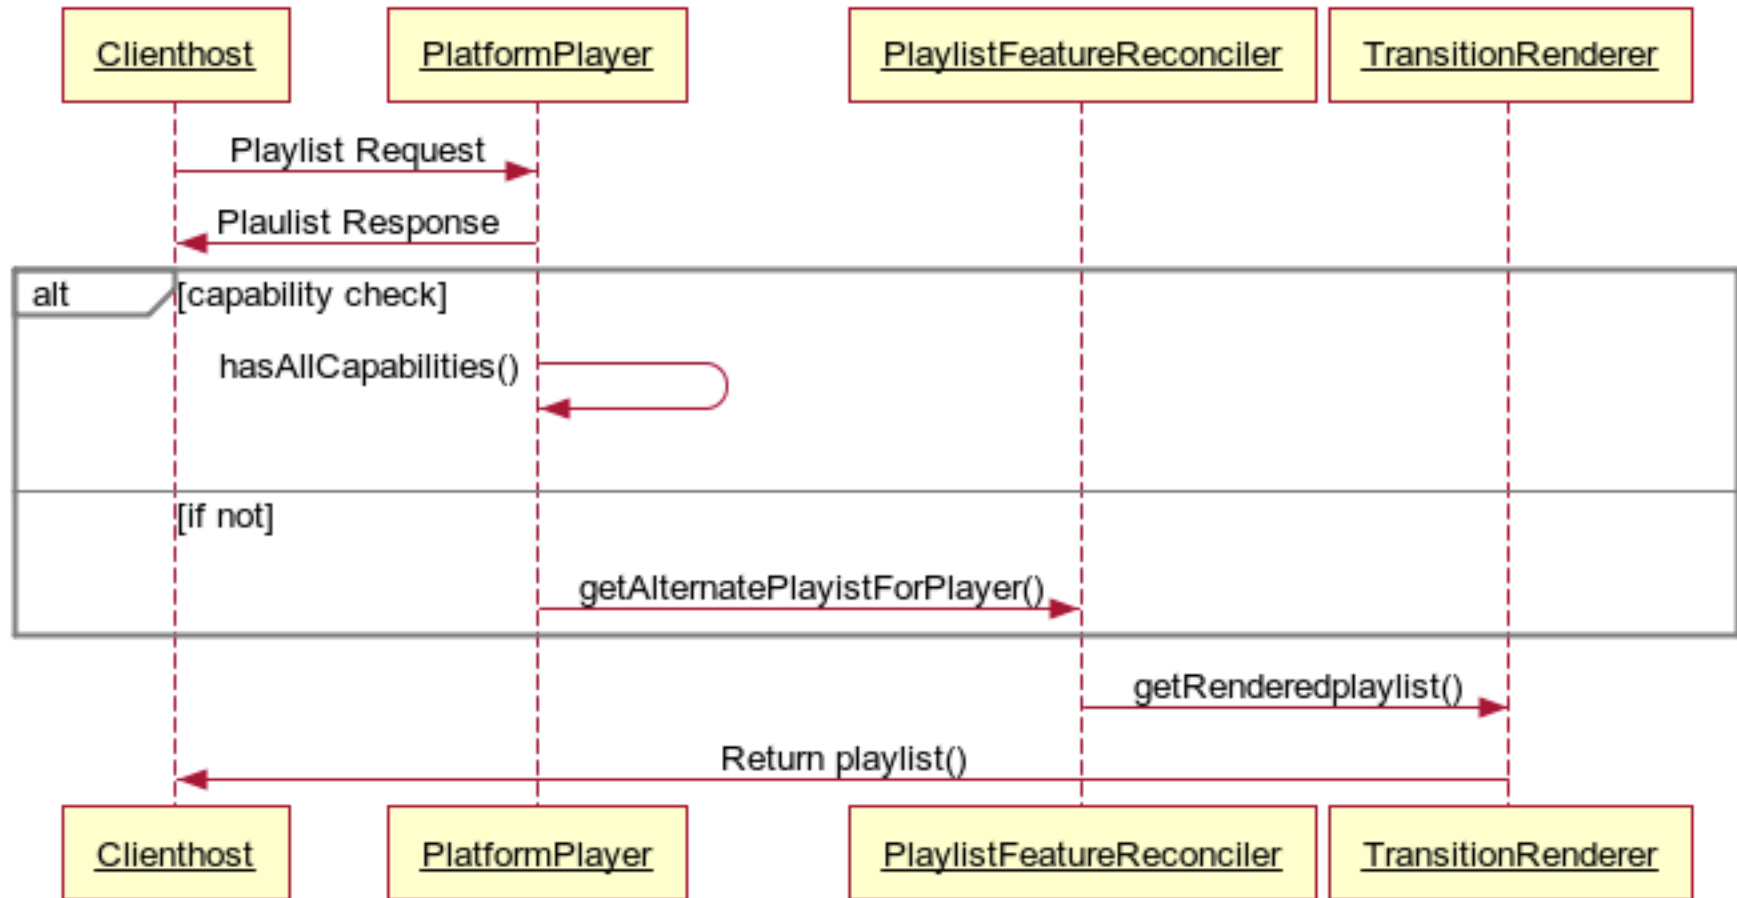 Clienthost PlatformPlayer PlaylistFeatureReconciler TransitionRenderer
Playlist Request
Plaulist Response
alt [capability check]
hasAllCapabilities()
[if not]
getAlternatePlayistForPlayer()
getRenderedplaylist()
Return playlist()
Clienthost PlatformPlayer PlaylistFeatureReconciler TransitionRenderer